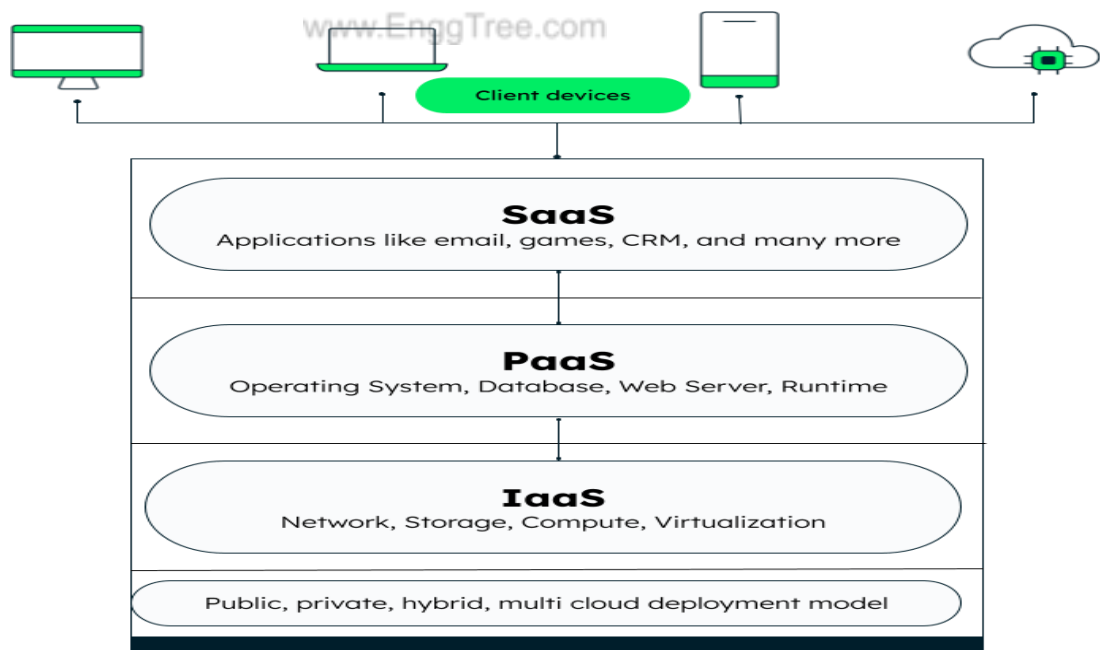 www.EnggTree.com
Client devices
SaaS
Applications like email, games, CRM, and many more
PaaS
Operating System, Database, Web Server, Runtime
IaaS
Network, Storage, Compute, Virtualization
Public, private, hybrid, multi cloud deployment model